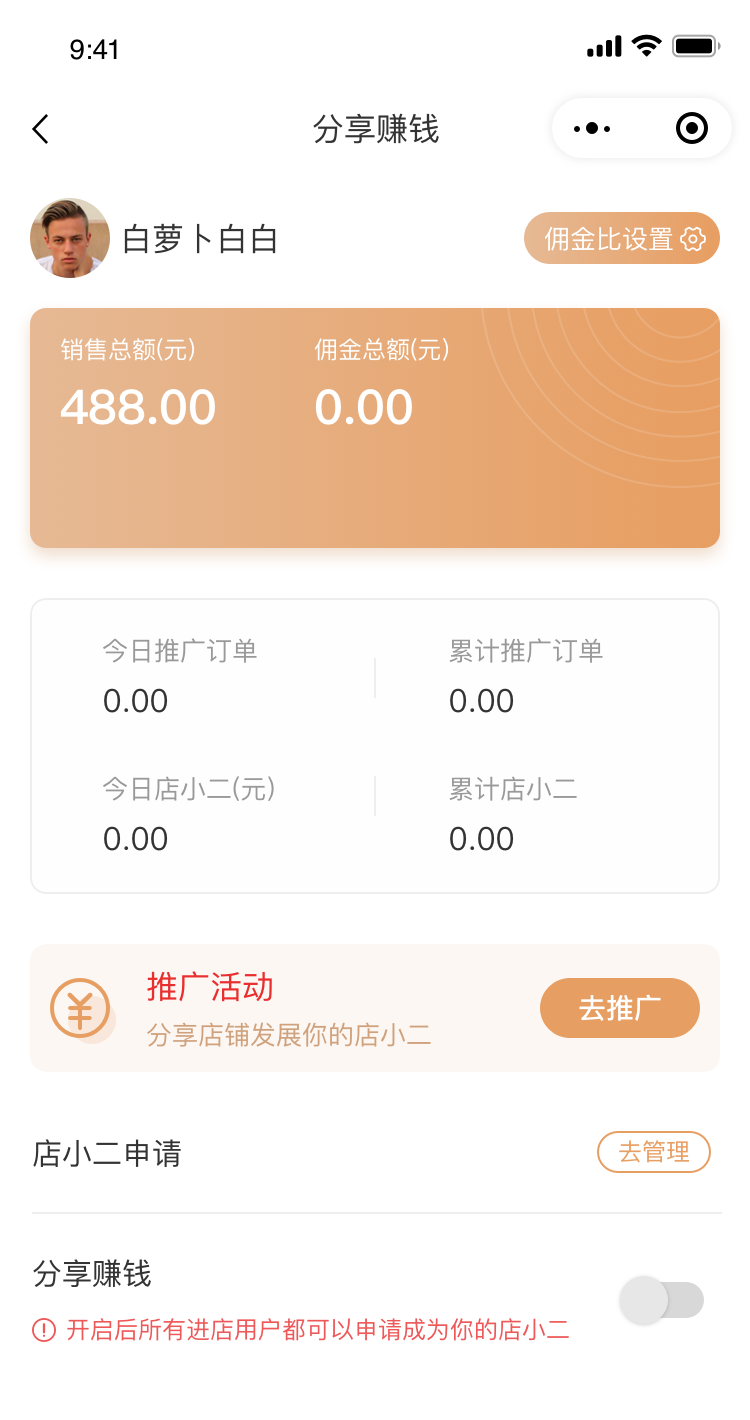 9:41
分享赚钱
白萝卜白白
佣金比设置
销售总额(元) 佣金总额(元)
488.00 0.00
今日推广订单 累计推广订单
0.00 0.00
今日店小二(元) 累计店小二
0.00 0.00
推广活动
分享店铺发展你的店小二
去推广
店小二申请
去管理
分享赚钱
开启后所有进店用户都可以申请成为你的店小二